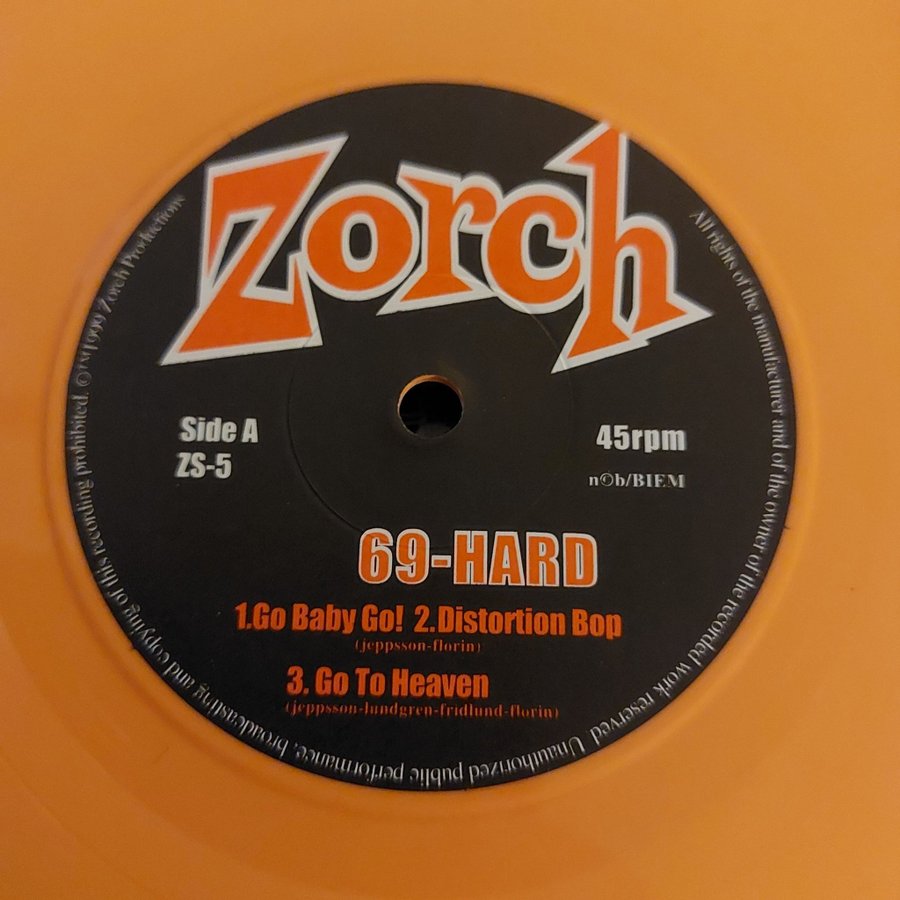 Zorch
Side A
ZS-5
45rpm
n©b/BIEM
69-HARD
1.Go Baby Go! 2.Distortion Bop
(jeppsson-florin)
3. Go To Heaven
(jeppsson-lundgren-fridlund-florin)
All rights of the manufacturer and of the owner of the recorded work reserved. Unauthorized public performance, broadcasting and copying of this recording prohibited. ©℗1999 Zorch Productions